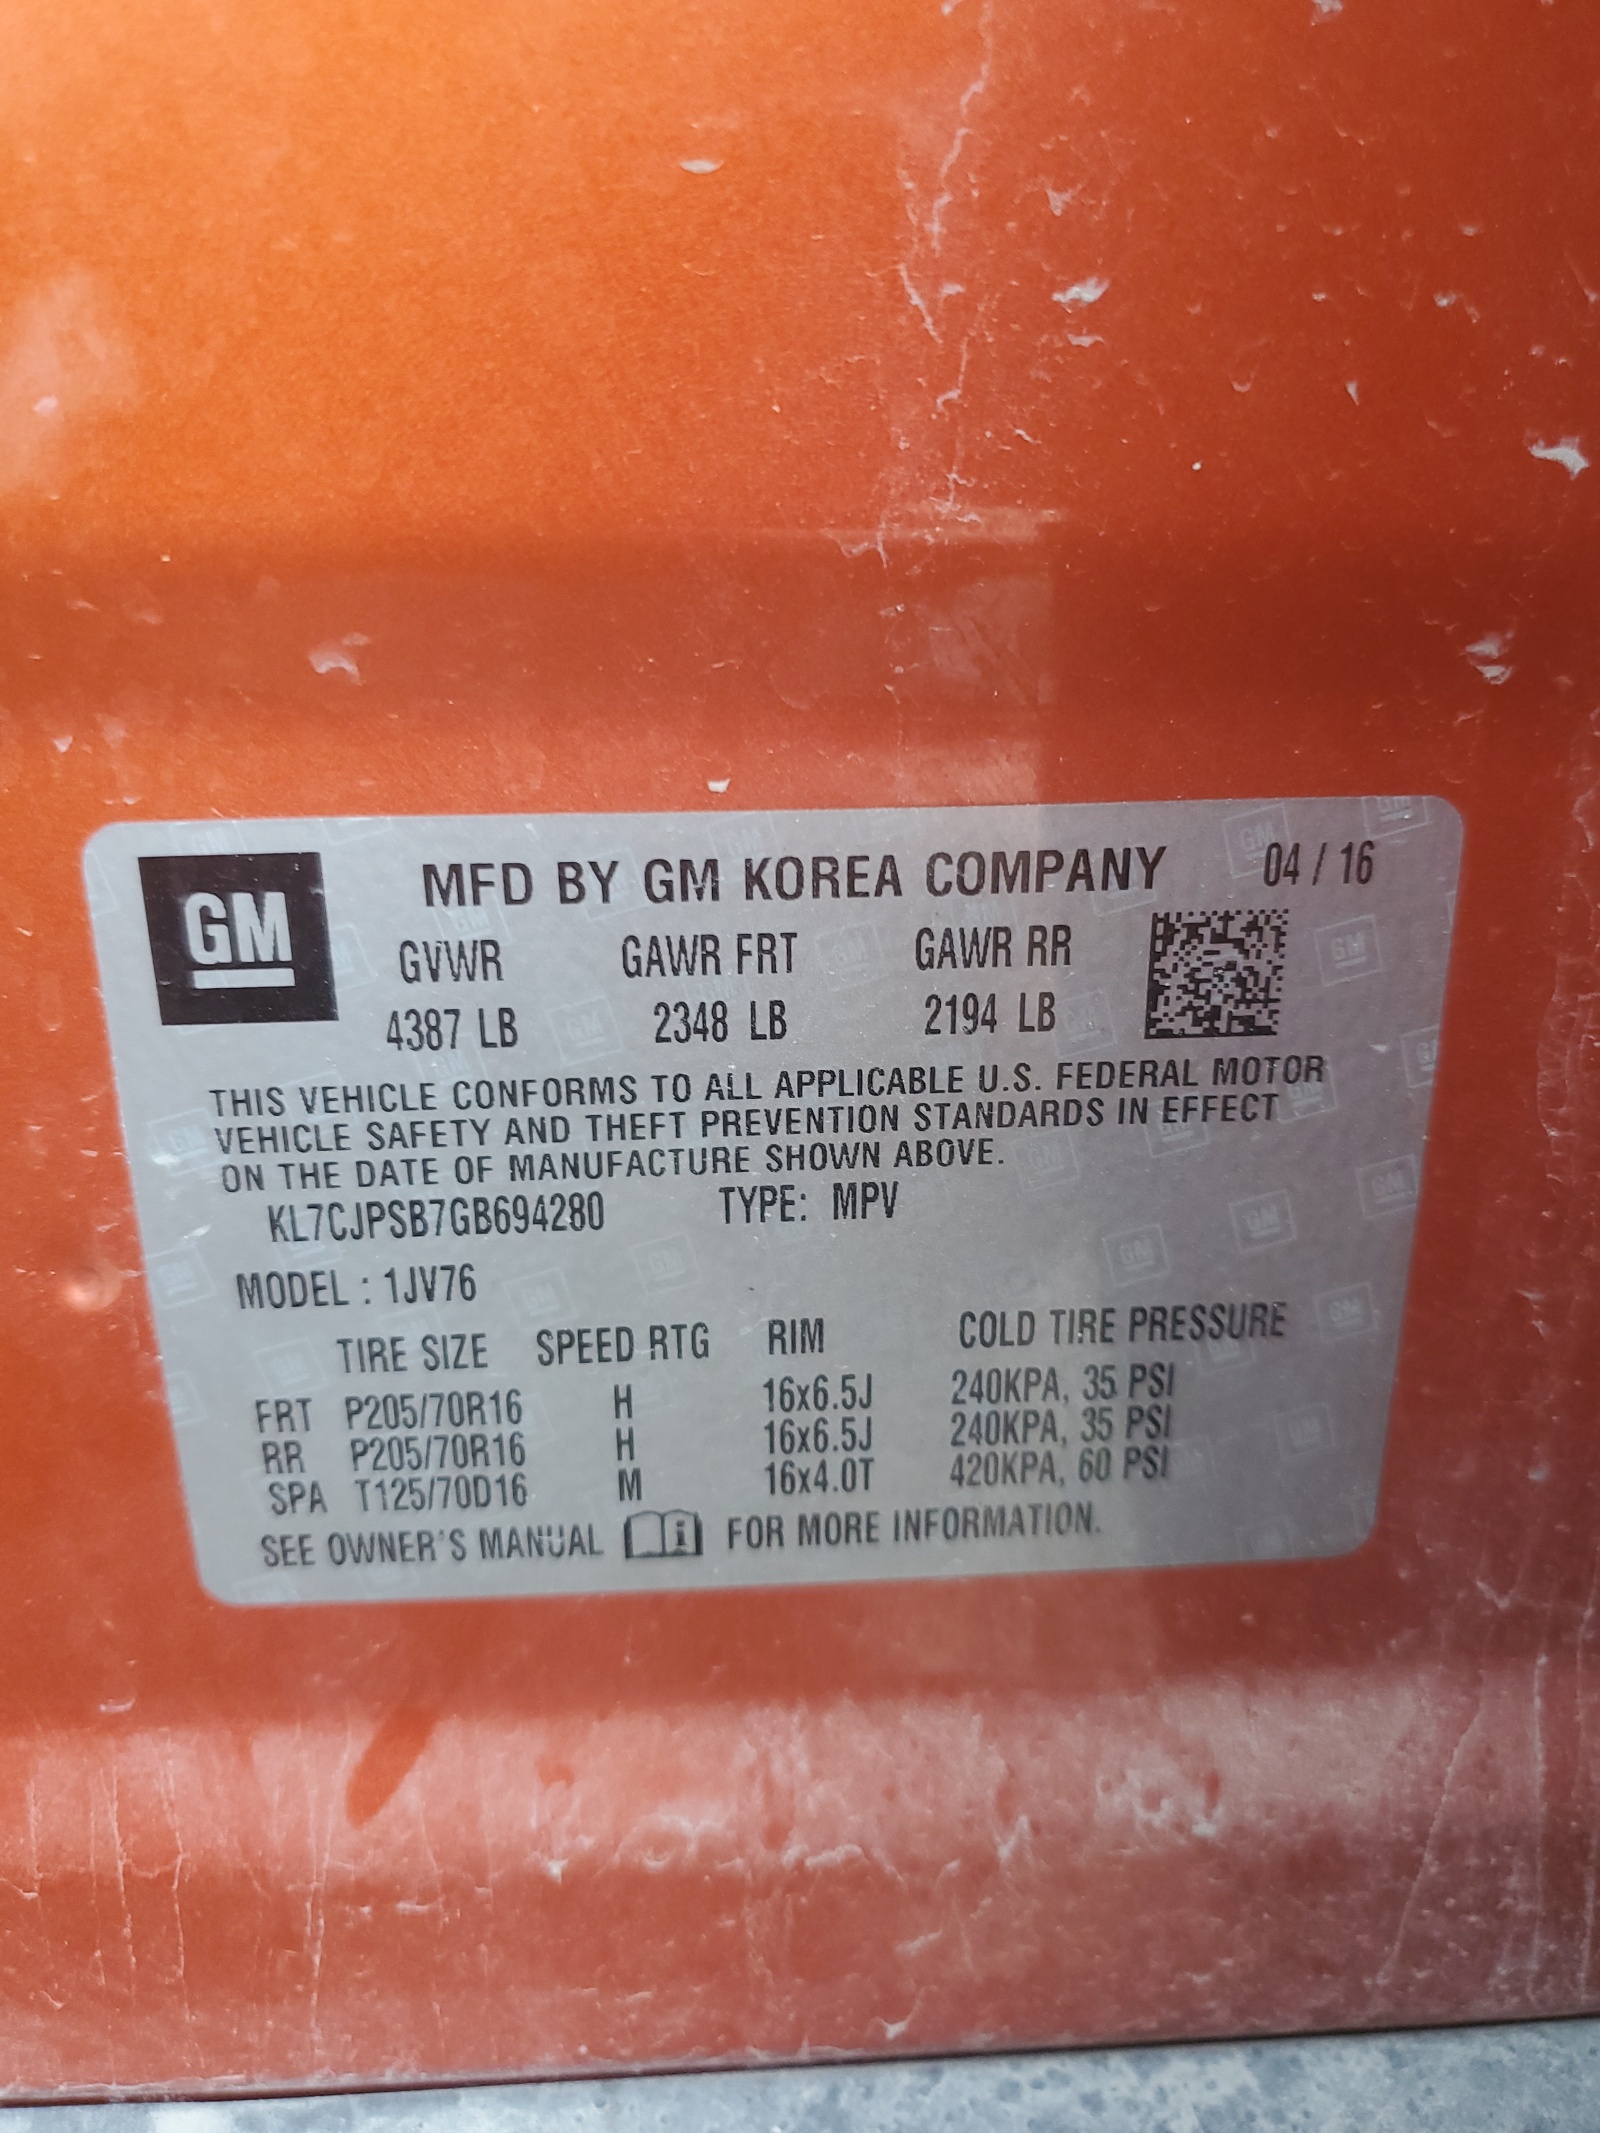 GM
MFD BY GM KOREA COMPANY 04 / 16
GVWR GAWR FRT GAWR RR
4387 LB 2348 LB 2194 LB
THIS VEHICLE CONFORMS TO ALL APPLICABLE U.S. FEDERAL MOTOR
VEHICLE SAFETY AND THEFT PREVENTION STANDARDS IN EFFECT
ON THE DATE OF MANUFACTURE SHOWN ABOVE.
KL7CJPSB7GB694280 TYPE: MPV
MODEL : 1JV76
TIRE SIZE SPEED RTG RIM COLD TIRE PRESSURE
FRT P205/70R16 H 16x6.5J 240KPA, 35 PSI
RR P205/70R16 H 16x6.5J 240KPA, 35 PSI
SPA T125/70D16 M 16x4.0T 420KPA, 60 PSI
SEE OWNER'S MANUAL i FOR MORE INFORMATION.